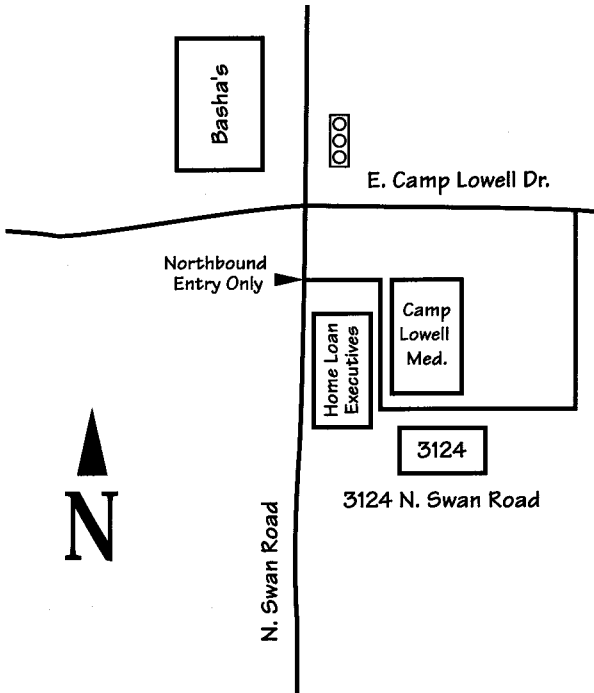 Basha's
E. Camp Lowell Dr.
Northbound
Entry Only
Camp
Lowell
Med.
Home Loan
Executives
3124
3124 N. Swan Road
N
N. Swan Road